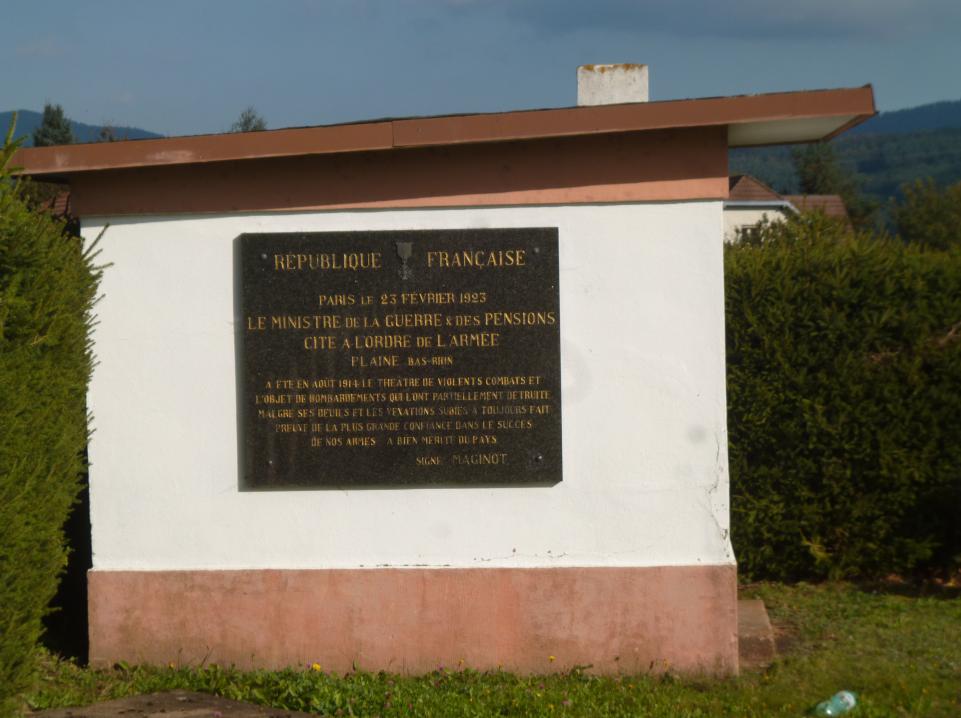 RÉPUBLIQUE FRANÇAISE
PARIS LE 23 FÉVRIER 1923
LE MINISTRE DE LA GUERRE & DES PENSIONS
CITE A L'ORDRE DE L'ARMÉE
PLAINE BAS-RHIN
A ÉTÉ EN AOUT 1914 LE THEATRE DE VIOLENTS COMBATS ET
L'OBJET DE BOMBARDEMENTS QUI L'ONT PARTIELLEMENT DETRUITE
MALGRE SES DEUILS ET LES VEXATIONS SUBIES A TOUJOURS FAIT
PREUVE DE LA PLUS GRANDE CONFIANCE DANS LE SUCCES
DE NOS ARMES A BIEN MERITE DU PAYS
SIGNE MAGINOT